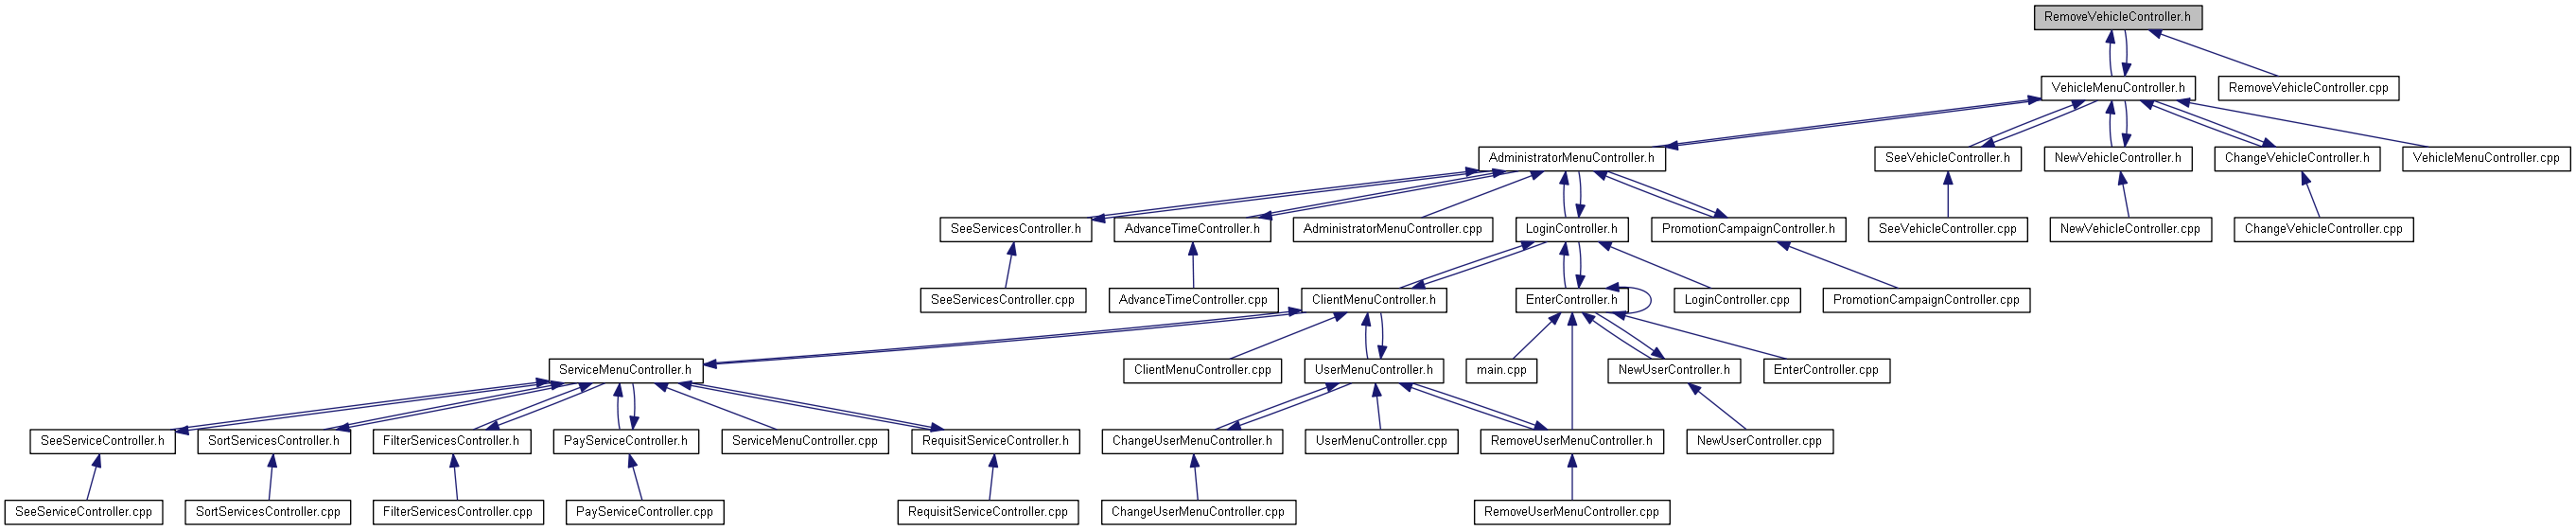 RemoveVehicleController.h
VehicleMenuController.h
RemoveVehicleController.cpp
AdministratorMenuController.h
SeeVehicleController.h
NewVehicleController.h
ChangeVehicleController.h
VehicleMenuController.cpp
SeeServicesController.h
AdvanceTimeController.h
AdministratorMenuController.cpp
LoginController.h
PromotionCampaignController.h
SeeVehicleController.cpp
NewVehicleController.cpp
ChangeVehicleController.cpp
SeeServicesController.cpp
AdvanceTimeController.cpp
ClientMenuController.h
EnterController.h
LoginController.cpp
PromotionCampaignController.cpp
ServiceMenuController.h
ClientMenuController.cpp
UserMenuController.h
main.cpp
NewUserController.h
EnterController.cpp
SeeServiceController.h
SortServicesController.h
FilterServicesController.h
PayServiceController.h
ServiceMenuController.cpp
RequisitServiceController.h
ChangeUserMenuController.h
UserMenuController.cpp
RemoveUserMenuController.h
NewUserController.cpp
SeeServiceController.cpp
SortServicesController.cpp
FilterServicesController.cpp
PayServiceController.cpp
RequisitServiceController.cpp
ChangeUserMenuController.cpp
RemoveUserMenuController.cpp